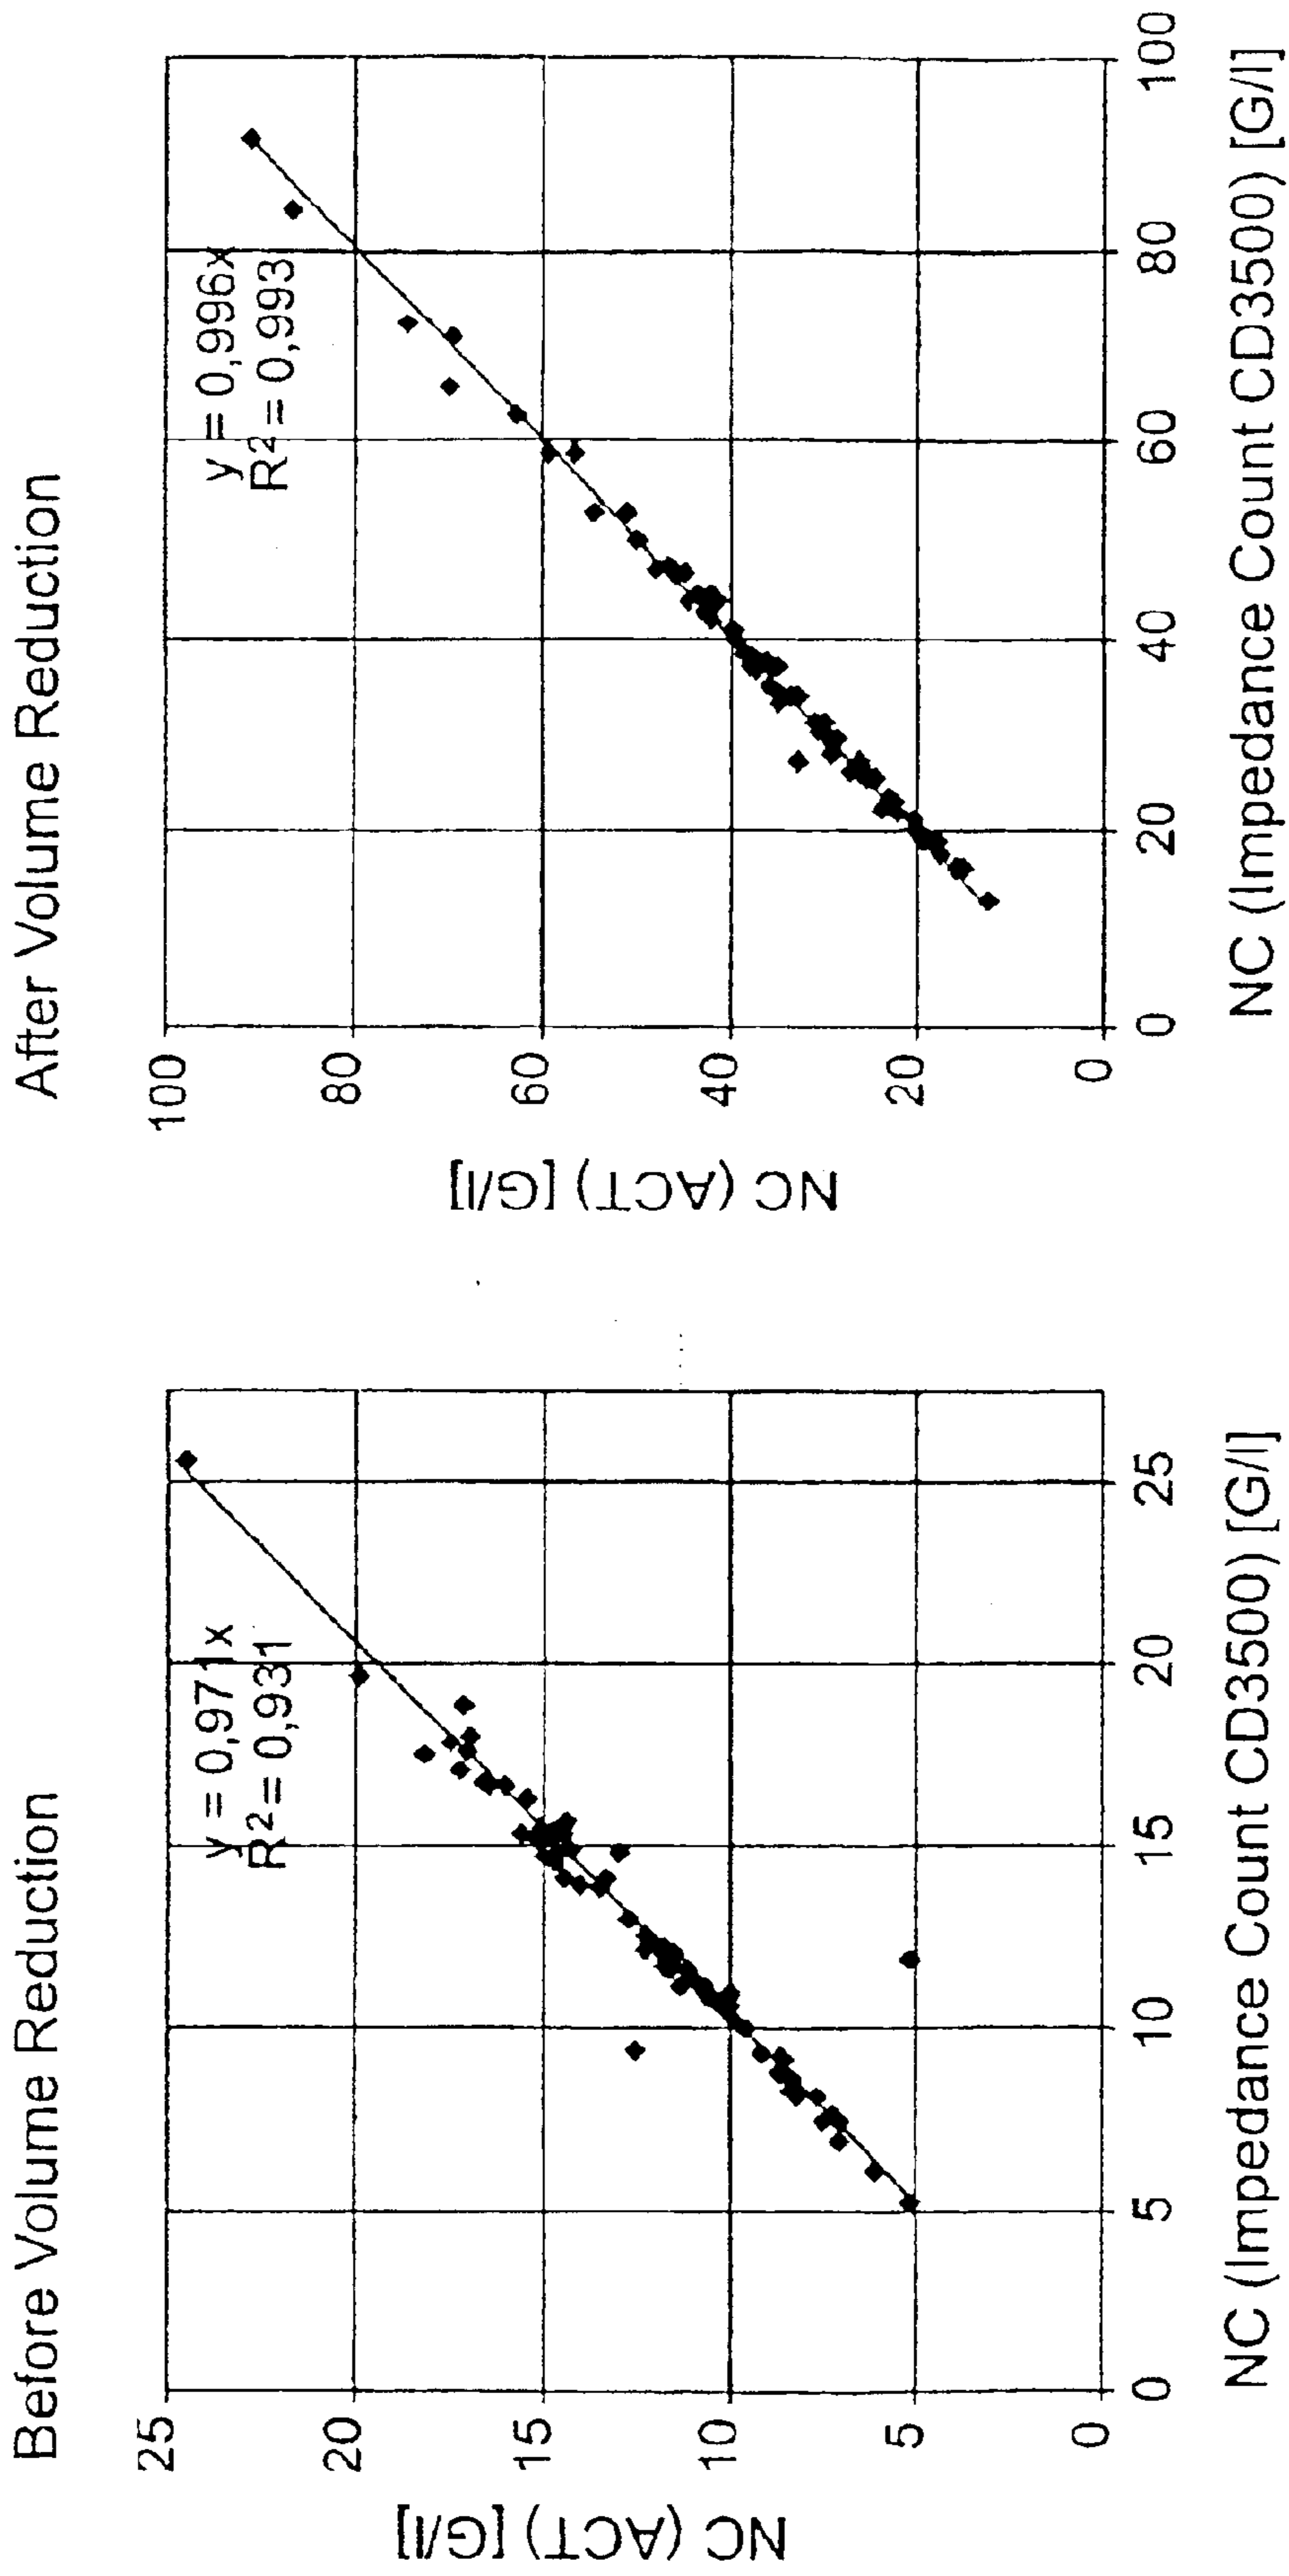 Before Volume Reduction
NC (ACT) [G/l]
25
20
15
10
5
0
y = 0,971x
R² = 0,931
0 5 10 15 20 25
NC (Impedance Count CD3500) [G/l]
After Volume Reduction
NC (ACT) [G/l]
100
80
60
40
20
0
y = 0,996x
R² = 0,993
0 20 40 60 80 100
NC (Impedance Count CD3500) [G/l]